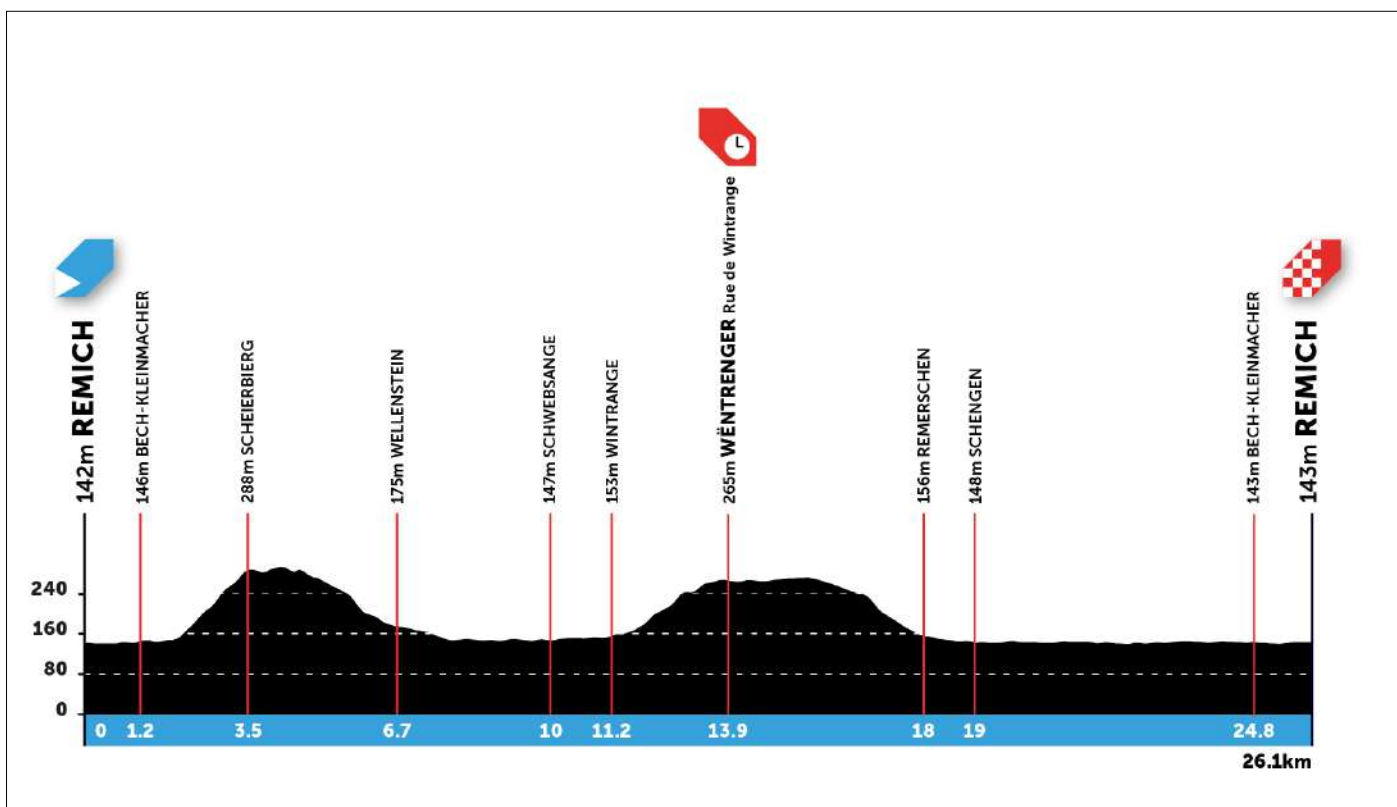 142m REMICH
146m BECH-KLEINMACHER
288m SCHEIERBIERG
175m WELLENSTEIN
147m SCHWEBSANGE
153m WINTRANGE
265m WËNTRENGER Rue de Wintrange
156m REMERSCHEN
148m SCHENGEN
143m BECH-KLEINMACHER
143m REMICH
240
160
80
0
0 1.2 3.5 6.7 10 11.2 13.9 18 19 24.8
26.1km